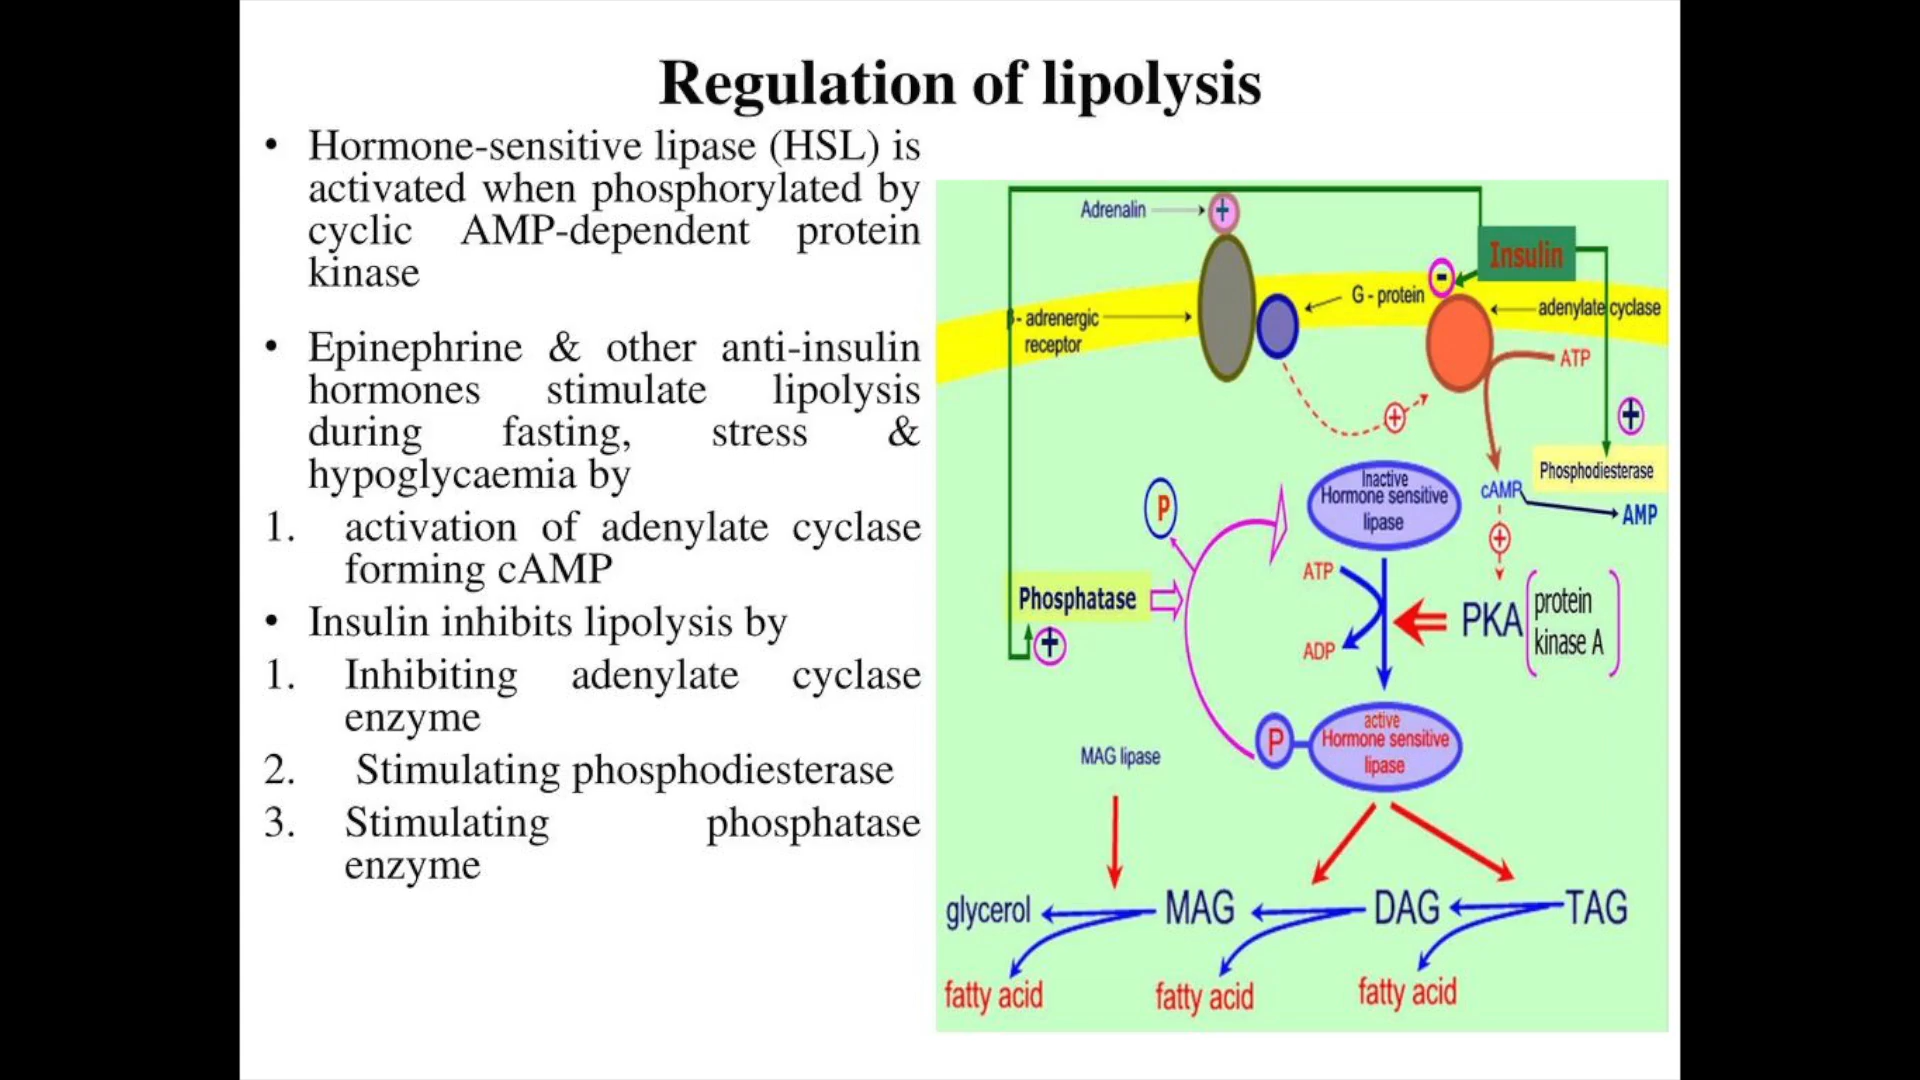 Regulation of lipolysis
• Hormone-sensitive lipase (HSL) is
activated when phosphorylated by
cyclic AMP-dependent protein
kinase
• Epinephrine & other anti-insulin
hormones stimulate lipolysis
during fasting, stress &
hypoglycaemia by
1. activation of adenylate cyclase
forming cAMP
• Insulin inhibits lipolysis by
1. Inhibiting adenylate cyclase
enzyme
2. Stimulating phosphodiesterase
3. Stimulating phosphatase
enzyme
Adrenalin
+
Insulin
-
G - protein
adenylate cyclase
β- adrenergic
receptor
ATP
+
+
Phosphodiesterase
cAMP
AMP
+
Inactive
Hormone sensitive
lipase
P
ATP
ADP
Phosphatase
+
PKA
protein
kinase A
P
active
Hormone sensitive
lipase
MAG lipase
glycerol
MAG
DAG
TAG
fatty acid
fatty acid
fatty acid